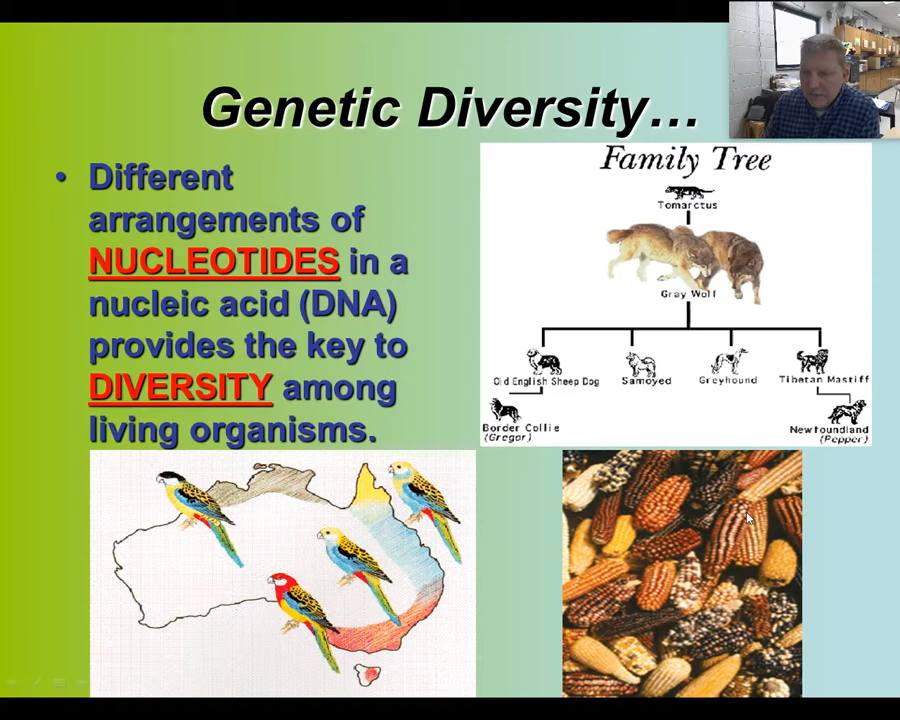 Genetic Diversity…
• Different
arrangements of
NUCLEOTIDES in a
nucleic acid (DNA)
provides the key to
DIVERSITY among
living organisms.
Family Tree
Tomarctus
Gray Wolf
Old English Sheep Dog
Samoyed
Greyhound
Tibetan Mastiff
Border Collie
(Gregor)
Newfoundland
(Pepper)